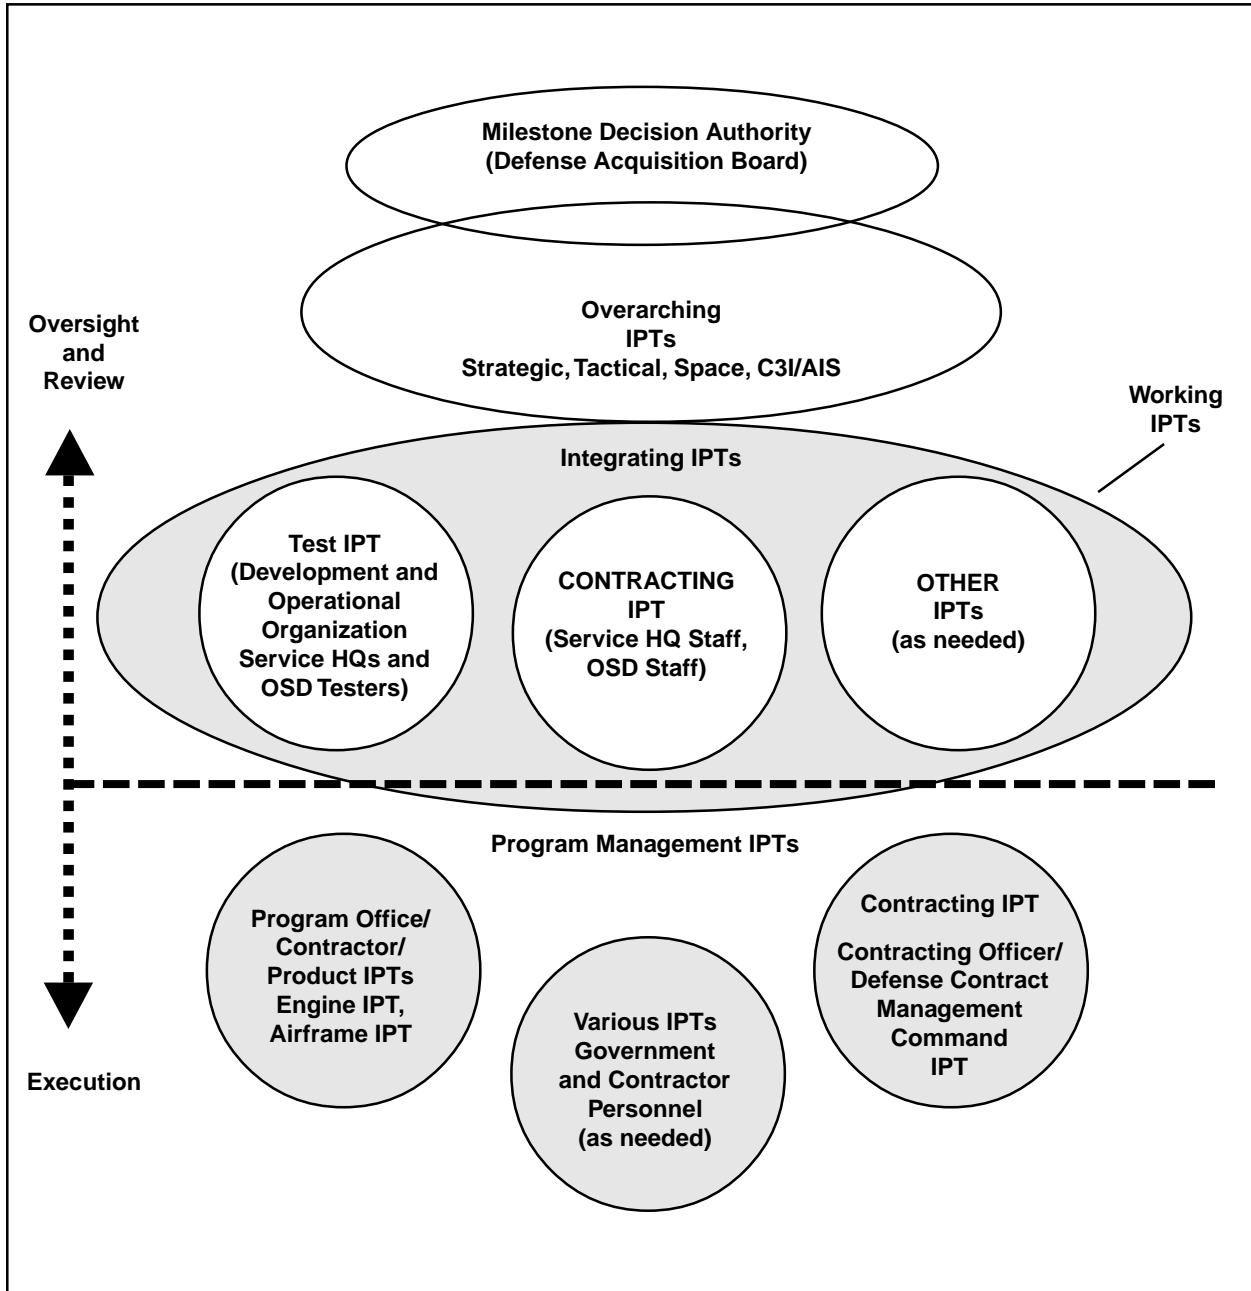 Milestone Decision Authority
(Defense Acquisition Board)
Overarching
IPTs
Strategic, Tactical, Space, C3I/AIS
Oversight
and
Review
Working
IPTs
Integrating IPTs
Test IPT
(Development and
Operational
Organization
Service HQs and
OSD Testers)
CONTRACTING
IPT
(Service HQ Staff,
OSD Staff)
OTHER
IPTs
(as needed)
Program Management IPTs
Program Office/
Contractor/
Product IPTs
Engine IPT,
Airframe IPT
Various IPTs
Government
and Contractor
Personnel
(as needed)
Contracting IPT
Contracting Officer/
Defense Contract
Management
Command
IPT
Execution